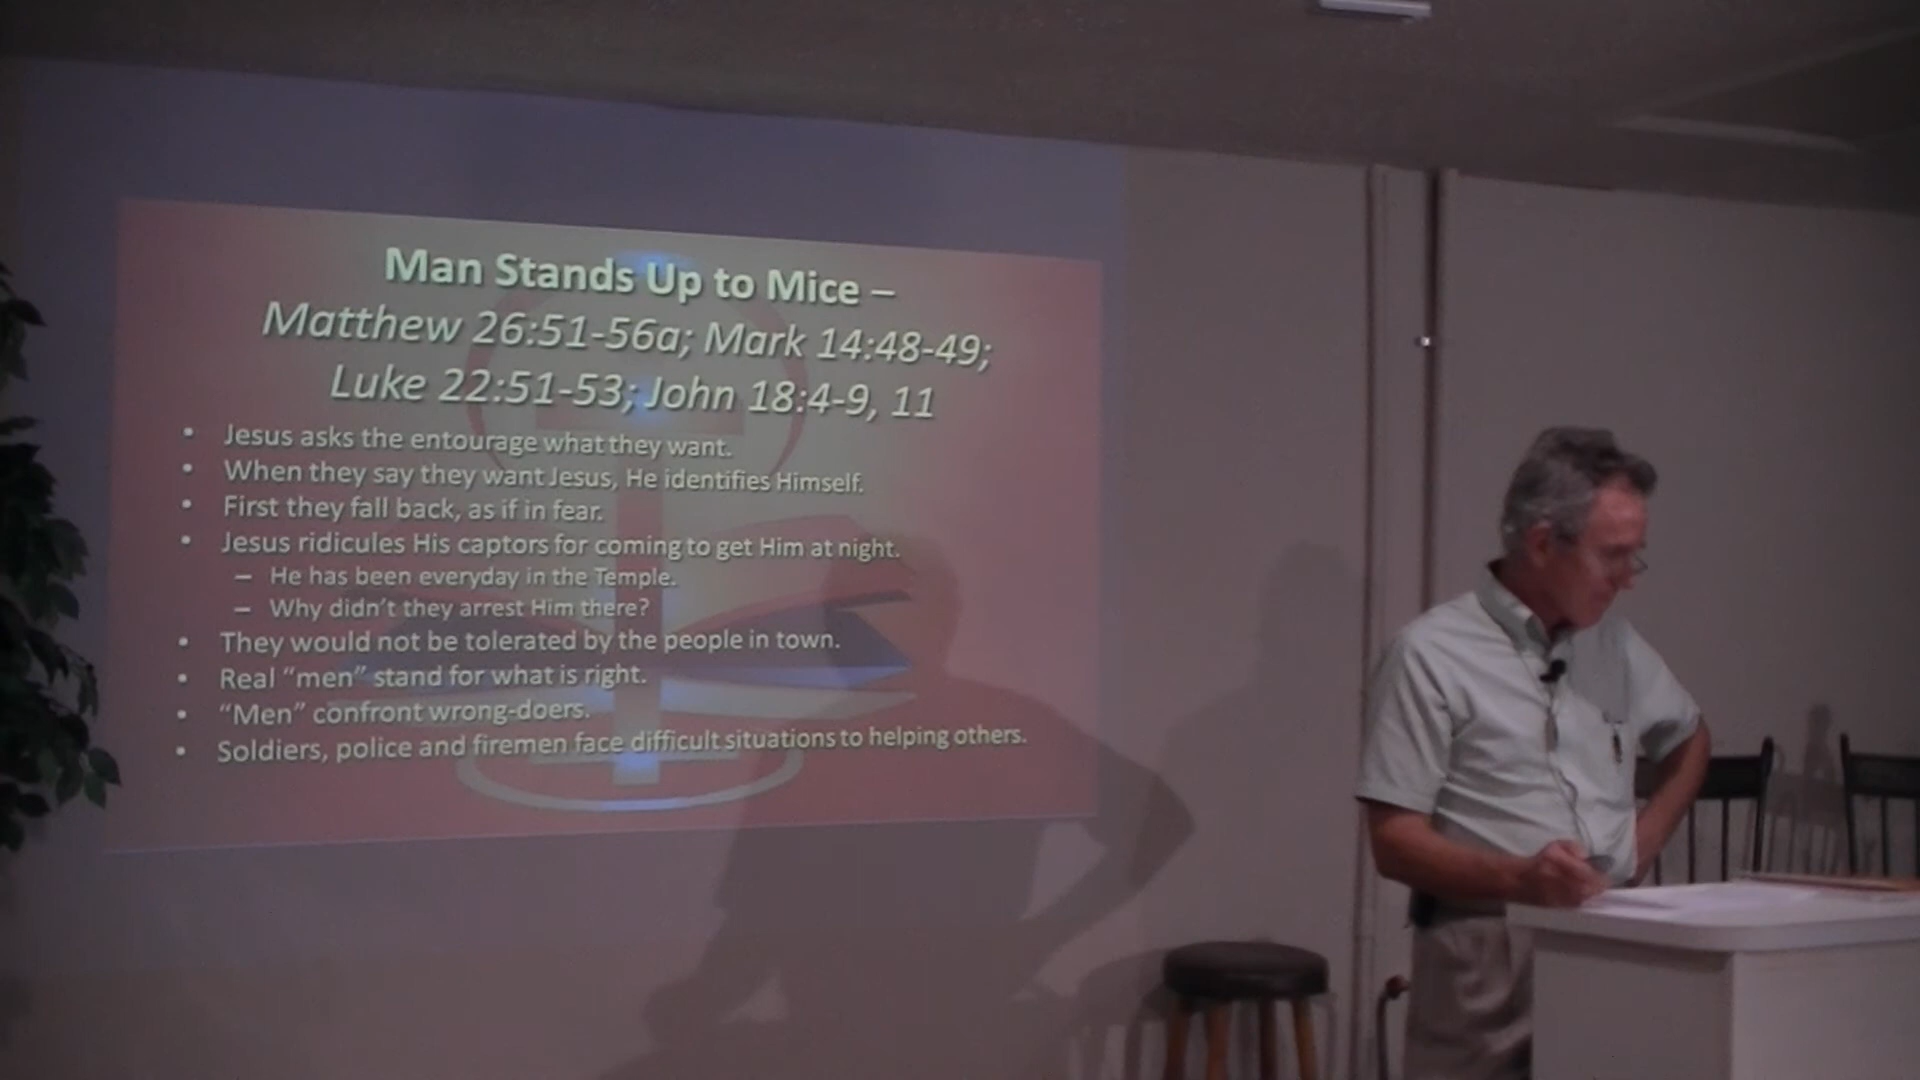 Man Stands Up to Mice –
Matthew 26:51-56a; Mark 14:48-49;
Luke 22:51-53; John 18:4-9, 11
• Jesus asks the entourage what they want.
• When they say they want Jesus, He identifies Himself.
• First they fall back, as if in fear.
• Jesus ridicules His captors for coming to get Him at night.
– He has been everyday in the Temple.
– Why didn't they arrest Him there?
• They would not be tolerated by the people in town.
• Real “men” stand for what is right.
• “Men” confront wrong-doers.
• Soldiers, police and firemen face difficult situations to helping others.